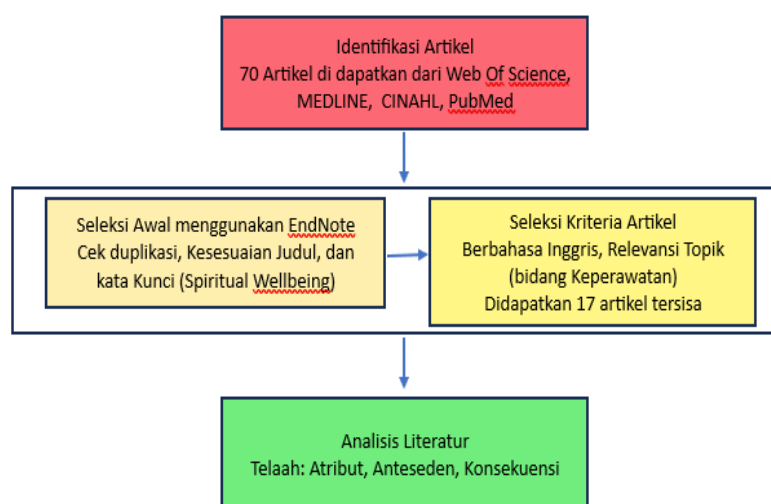 Identifikasi Artikel
70 Artikel di dapatkan dari Web Of Science,
MEDLINE, CINAHL, PubMed
Seleksi Awal menggunakan EndNote
Cek duplikasi, Kesesuaian Judul, dan
kata Kunci (Spiritual Wellbeing)
Seleksi Kriteria Artikel
Berbahasa Inggris, Relevansi Topik
(bidang Keperawatan)
Didapatkan 17 artikel tersisa
Analisis Literatur
Telaah: Atribut, Anteseden, Konsekuensi